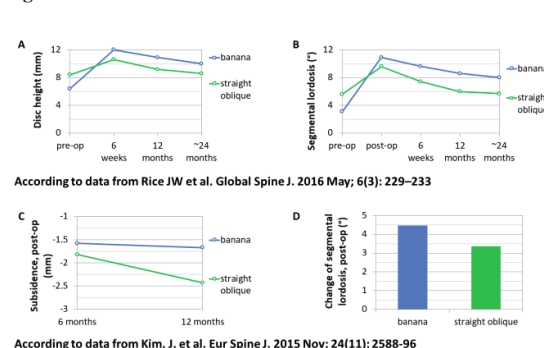 A
Disc height (mm)
12
8
4
0
pre-op
6 weeks
12 months
~24 months
banana
straight oblique
B
Segmental lordosis (°)
12
8
4
0
pre-op
post-op
6 weeks
12 months
~24 months
banana
straight
According to data from Rice JW et al. Global Spine J. 2016 May; 6(3): 229–233
C
Subsidence, post-op (mm)
-1
-1.5
-2
-2.5
-3
6 months
12 months
banana
straight oblique
D
Change of segmental lordosis, post-op (°)
5
4
3
2
1
0
banana
straight oblique
According to data from Kim, J. et al. Eur Spine J. 2015 Nov; 24(11): 2588-96